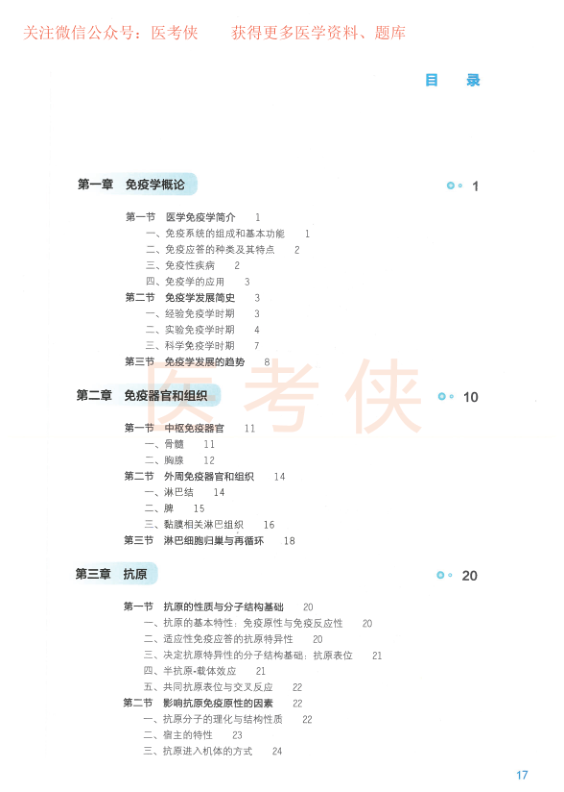 关注微信公众号：医考侠 获得更多医学资料、题库
目 录
第一章 免疫学概论 1
第一节 医学免疫学简介 1
一、免疫系统的组成和基本功能 1
二、免疫应答的种类及其特点 2
三、免疫性疾病 2
四、免疫学的应用 3
第二节 免疫学发展简史 3
一、经验免疫学时期 3
二、实验免疫学时期 4
三、科学免疫学时期 7
第三节 免疫学发展的趋势 8
医考侠
第二章 免疫器官和组织 10
第一节 中枢免疫器官 11
一、骨髓 11
二、胸腺 12
第二节 外周免疫器官和组织 14
一、淋巴结 14
二、脾 15
三、黏膜相关淋巴组织 16
第三节 淋巴细胞归巢与再循环 18
第三章 抗原 20
第一节 抗原的性质与分子结构基础 20
一、抗原的基本特性：免疫原性与免疫反应性 20
二、适应性免疫应答的抗原特异性 20
三、决定抗原特异性的分子结构基础：抗原表位 21
四、半抗原-载体效应 21
五、共同抗原表位与交叉反应 22
第二节 影响抗原免疫原性的因素 22
一、抗原分子的理化与结构性质 22
二、宿主的特性 23
三、抗原进入机体的方式 24
17